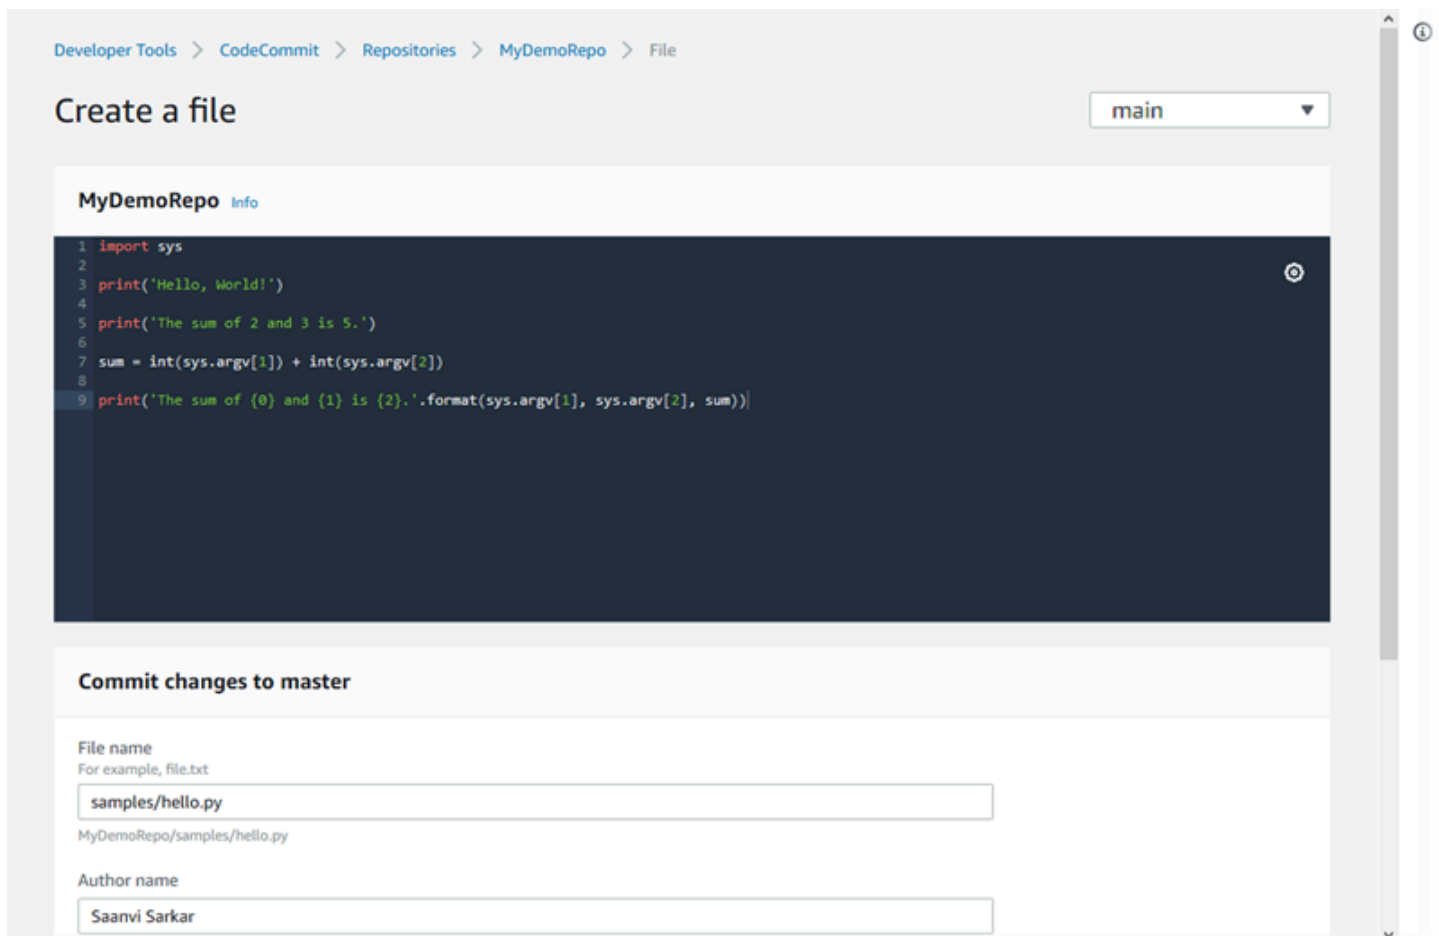 Developer Tools > CodeCommit > Repositories > MyDemoRepo > File
Create a file
main
MyDemoRepo Info
1 import sys
2
3 print('Hello, World!')
4
5 print('The sum of 2 and 3 is 5.')
6
7 sum = int(sys.argv[1]) + int(sys.argv[2])
8
9 print('The sum of {0} and {1} is {2}.'.format(sys.argv[1], sys.argv[2], sum))
Commit changes to master
File name
For example, file.txt
samples/hello.py
MyDemoRepo/samples/hello.py
Author name
Saanvi Sarkar